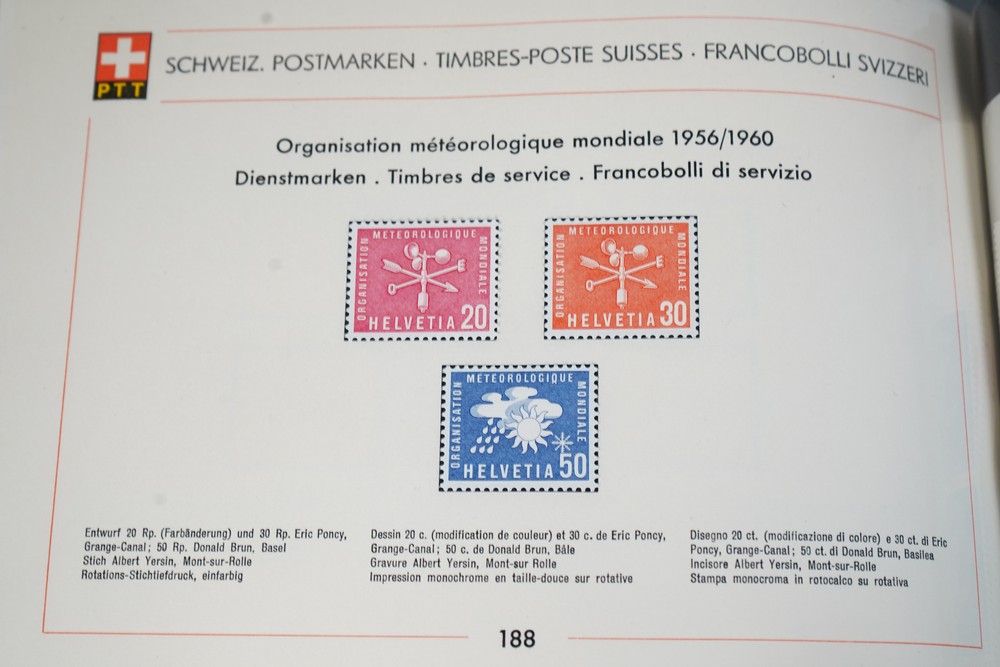 PTT
SCHWEIZ. POSTMARKEN · TIMBRES-POSTE SUISSES · FRANCOBOLLI SVIZZERI
Organisation météorologique mondiale 1956/1960
Dienstmarken . Timbres de service . Francobolli di servizio
ORGANISATION
METEOROLOGIQUE
MONDIALE
HELVETIA 20
ORGANISATION
METEOROLOGIQUE
MONDIALE
HELVETIA 30
ORGANISATION
METEOROLOGIQUE
MONDIALE
HELVETIA 50
Entwurf 20 Rp. (Farbänderung) und 30 Rp. Eric Poncy,
Grange-Canal; 50 Rp. Donald Brun, Basel
Stich Albert Yersin, Mont-sur-Rolle
Rotations-Stichtiefdruck, einfarbig
Dessin 20 c. (modification de couleur) et 30 c. de Eric Poncy,
Grange-Canal; 50 c. de Donald Brun, Bâle
Gravure Albert Yersin, Mont-sur Rolle
Impression monochrome en taille-douce sur rotative
Disegno 20 ct. (modificazione di colore) e 30 ct. di Eric
Poncy, Grange-Canal; 50 ct. di Donald Brun, Basilea
Incisore Albert Yersin, Mont-sur-Rolle
Stampa monocroma in rotocalco su rotativa
188